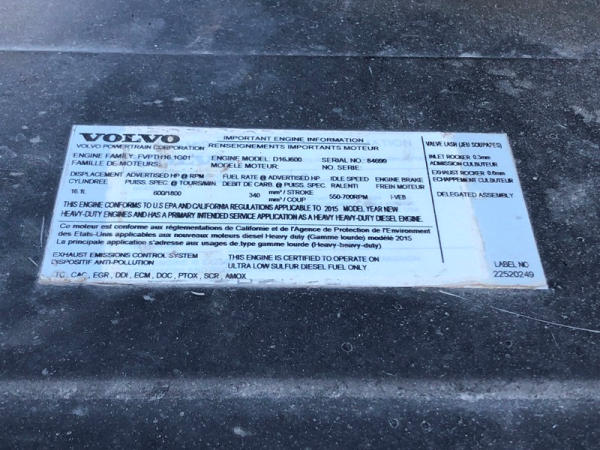 VOLVO
VOLVO POWERTRAIN CORPORATION
IMPORTANT ENGINE INFORMATION
RENSEIGNEMENTS IMPORTANTS MOTEUR
ENGINE FAMILY: FVPTH16.1G01 ENGINE MODEL: D16J600 SERIAL NO: 84699
FAMILLE DE MOTEURS: MODELE MOTEUR: NO. SERIE:
DISPLACEMENT ADVERTISED HP @ RPM FUEL RATE @ ADVERTISED HP IDLE SPEED ENGINE BRAKE
CYLINDREE PUISS. SPEC. @ TOURS/MIN. DEBIT DE CARB. @ PUISS. SPEC. RALENTI FREIN MOTEUR
16.1L 600/1800 340 mm³ / STROKE 550-700RPM I-VEB
mm³ / COUP
THIS ENGINE CONFORMS TO U.S EPA AND CALIFORNIA REGULATIONS APPLICABLE TO 2015 MODEL YEAR NEW
HEAVY-DUTY ENGINES AND HAS A PRIMARY INTENDED SERVICE APPLICATION AS A HEAVY HEAVY-DUTY DIESEL ENGINE.
Ce moteur est conforme aux réglementations de Californie et de l'Agence de Protection de l'Environnement
des Etats-Unis applicables aux nouveaux moteurs diesel Heavy duty (Gamme lourde) modèle 2015
La principale application s'adresse aux usages de type gamme lourde (Heavy-heavy-duty)
EXHAUST EMISSIONS CONTROL SYSTEM THIS ENGINE IS CERTIFIED TO OPERATE ON
DISPOSITIF ANTI-POLLUTION ULTRA LOW SULFUR DIESEL FUEL ONLY
TC, CAC, EGR, DDI, ECM, DOC, PTOX, SCR, AMOX
VALVE LASH (JEU SOUPAPES)
INLET ROCKER: 0.3mm
ADMISSION CULBUTEUR
EXHAUST ROCKER: 0.6mm
ECHAPPEMENT CULBUTEUR
DELEGATED ASSEMBLY
LABEL NO
22520249